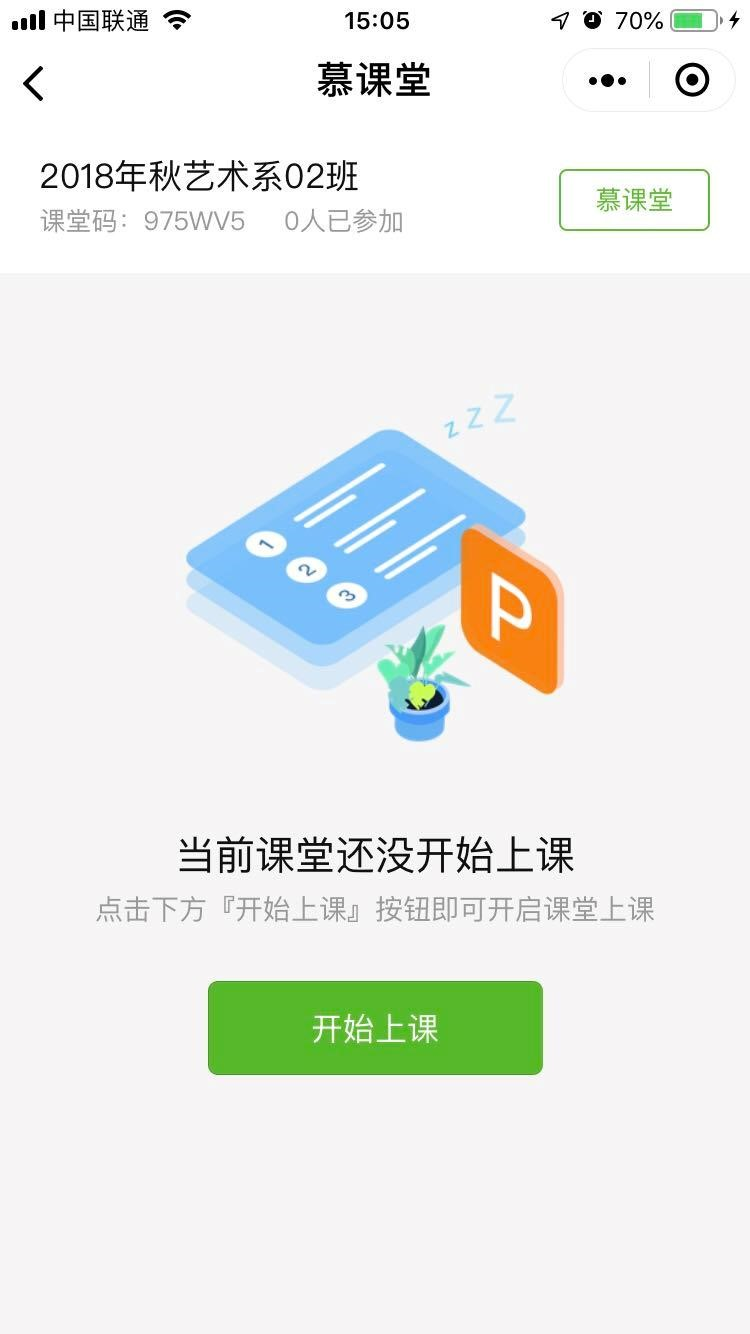 中国联通 15:05 70%
慕课堂
2018年秋艺术系02班
课堂码：975WV5 0人已参加
慕课堂
z z Z
1
2
3
P
当前课堂还没开始上课
点击下方『开始上课』按钮即可开启课堂上课
开始上课